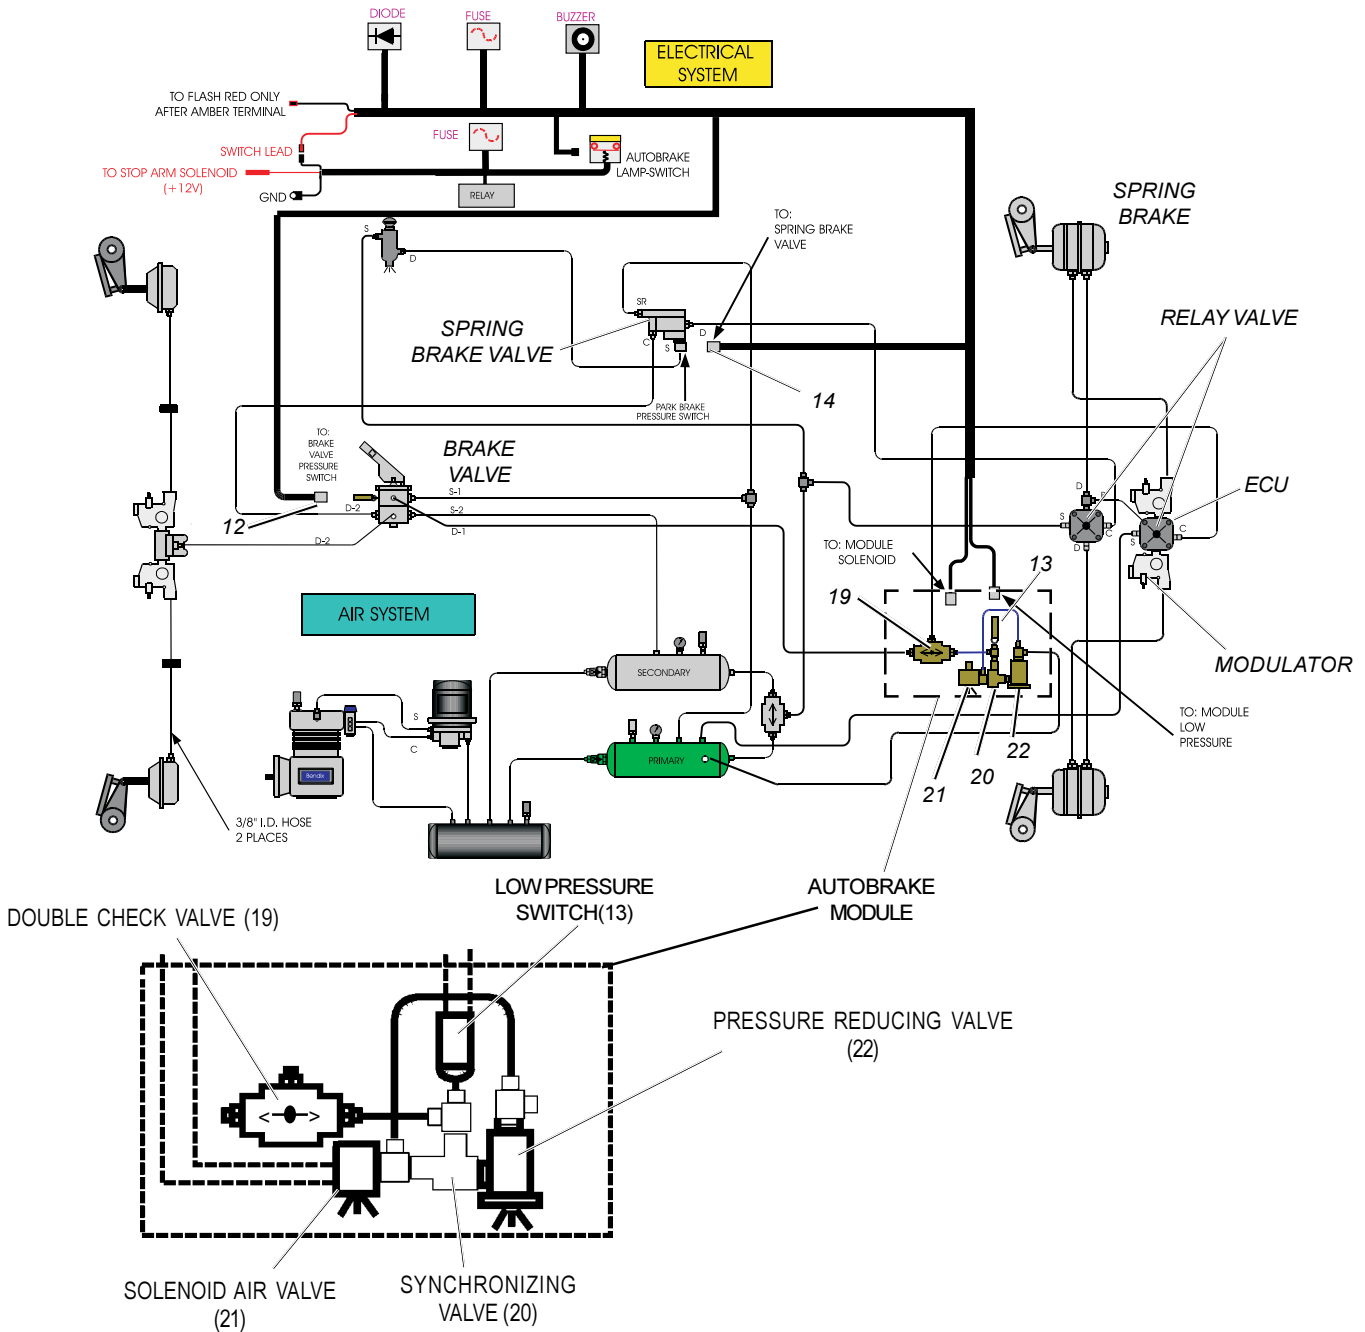 DIODE
FUSE
BUZZER
ELECTRICAL
SYSTEM
TO FLASH RED ONLY
AFTER AMBER TERMINAL
FUSE
SWITCH LEAD
AUTOBRAKE
LAMP-SWITCH
TO STOP ARM SOLENOID
(+12V)
GND
RELAY
SPRING
BRAKE
TO:
SPRING BRAKE
VALVE
S
D
SR
D
C
S
SPRING
BRAKE VALVE
RELAY VALVE
14
PARK BRAKE
PRESSURE SWITCH
TO:
BRAKE
VALVE
PRESSURE
SWITCH
BRAKE
VALVE
S-1
S-2
D-2
D-1
D-2
12
D
S
C
D
S
C
ECU
TO: MODULE
SOLENOID
13
19
AIR SYSTEM
MODULATOR
SECONDARY
PRIMARY
S
C
Bendix
TO: MODULE
LOW
PRESSURE
22
20
21
3/8" I.D. HOSE
2 PLACES
LOW PRESSURE
SWITCH(13)
AUTOBRAKE
MODULE
DOUBLE CHECK VALVE (19)
PRESSURE REDUCING VALVE
(22)
< >
SOLENOID AIR VALVE
(21)
SYNCHRONIZING
VALVE (20)